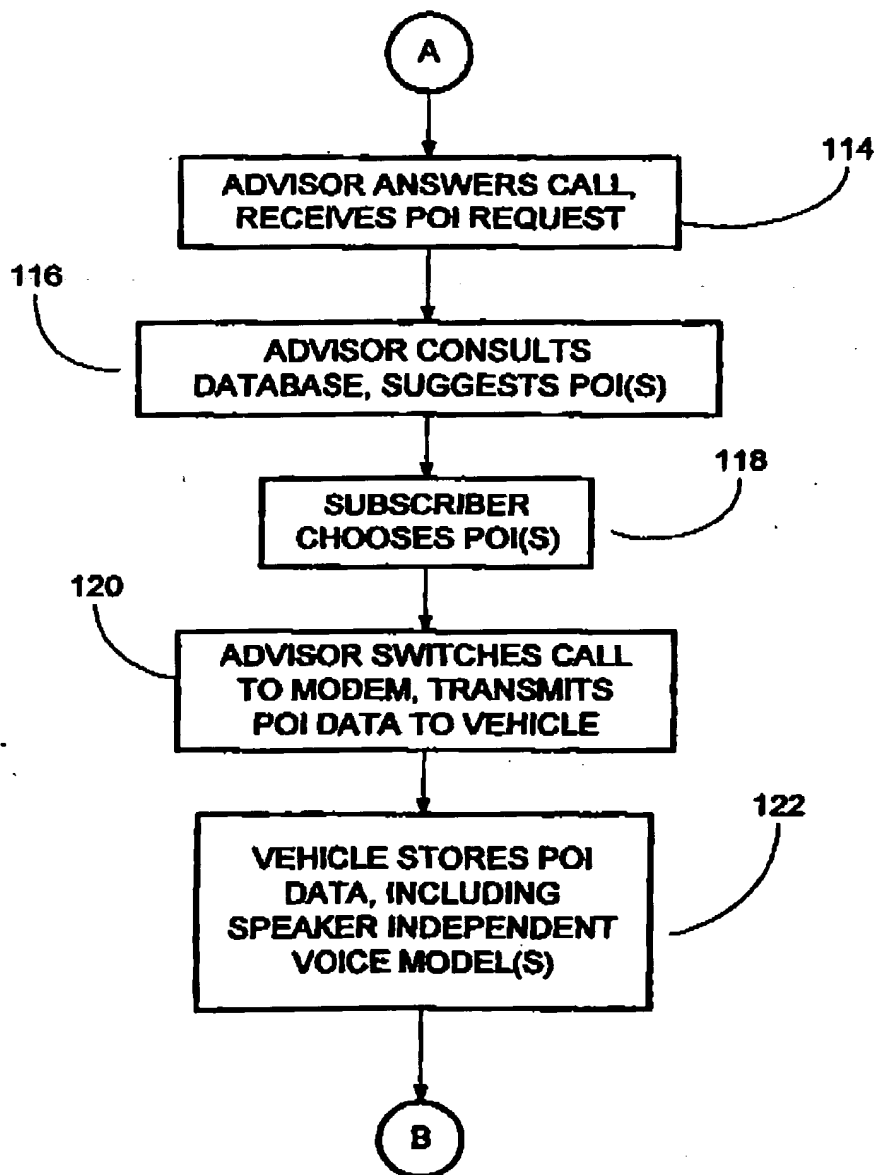 A
114
ADVISOR ANSWERS CALL,
RECEIVES POI REQUEST
116
ADVISOR CONSULTS
DATABASE, SUGGESTS POI(S)
118
SUBSCRIBER
CHOOSES POI(S)
120
ADVISOR SWITCHES CALL
TO MODEM, TRANSMITS
POI DATA TO VEHICLE
122
VEHICLE STORES POI
DATA, INCLUDING
SPEAKER INDEPENDENT
VOICE MODEL(S)
B